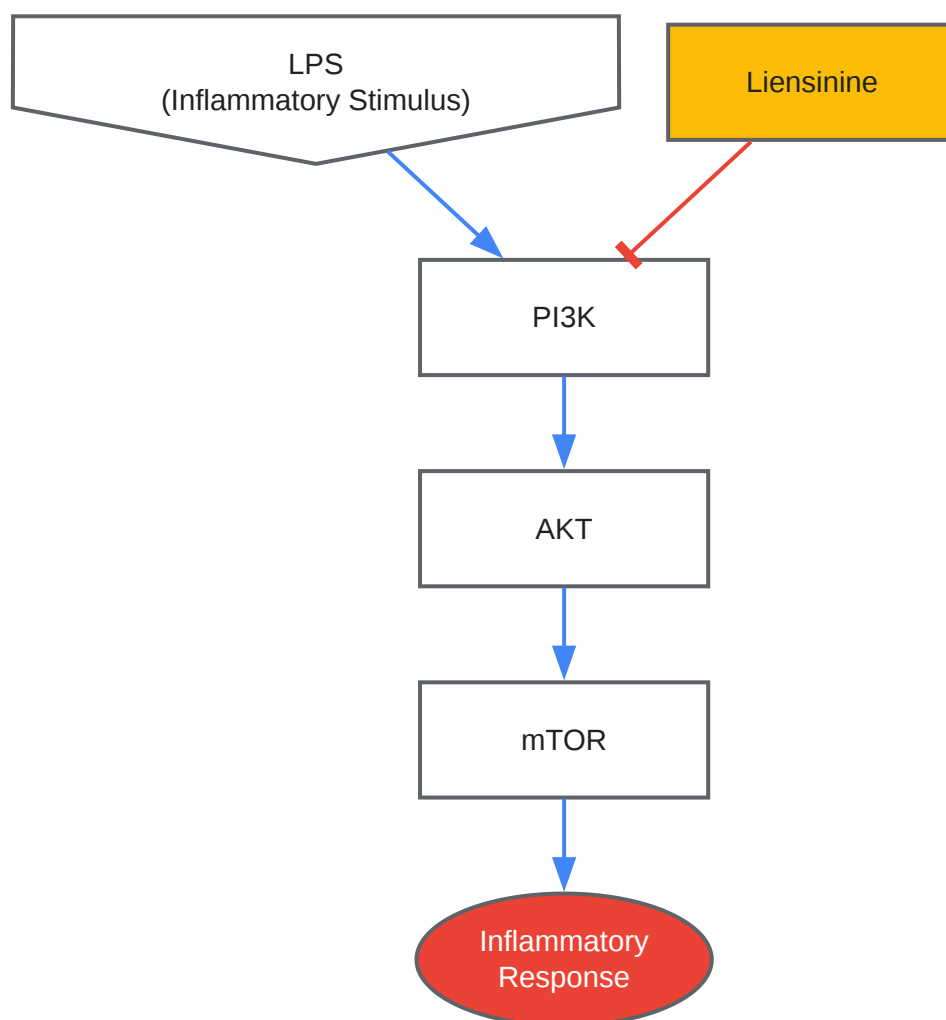 LPS
(Inflammatory Stimulus)
Liensinine
PI3K
AKT
mTOR
Inflammatory
Response